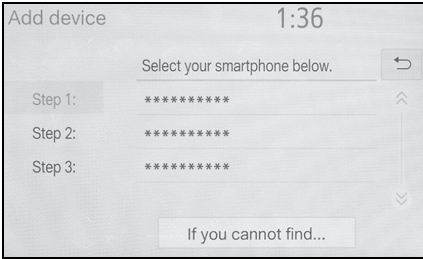 Add device
1:36
Select your smartphone below.
Step 1: **********
Step 2: **********
Step 3: **********
If you cannot find...